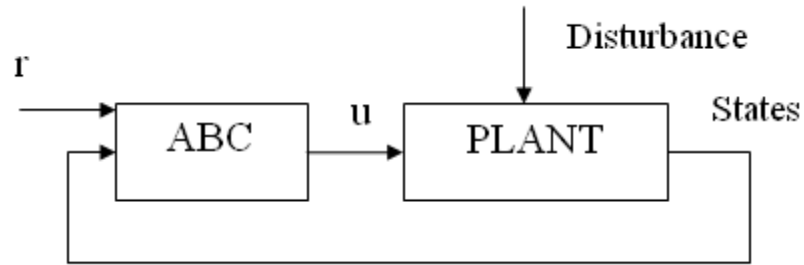 Disturbance
r
States
u
ABC
PLANT